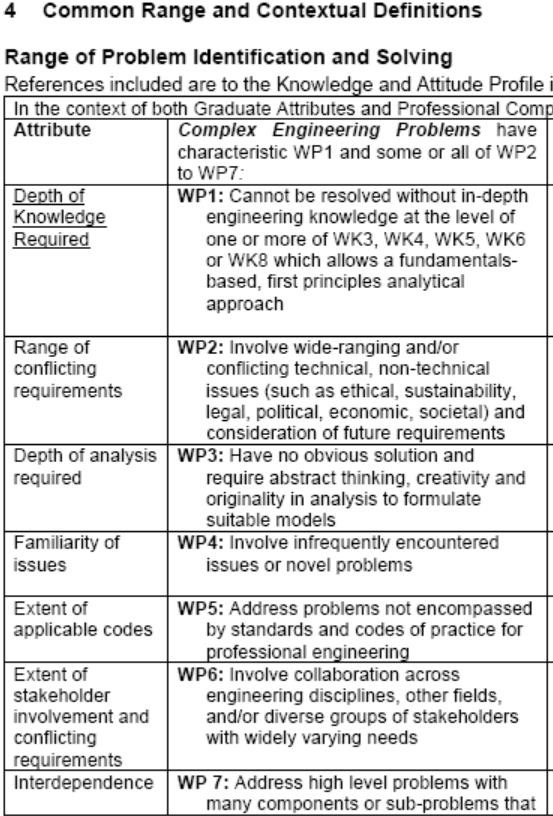 4 Common Range and Contextual Definitions
Range of Problem Identification and Solving
References included are to the Knowledge and Attitude Profile i
In the context of both Graduate Attributes and Professional Comp
Attribute
Complex Engineering Problems have
characteristic WP1 and some or all of WP2
to WP7:
Depth of
Knowledge
Required
WP1: Cannot be resolved without in-depth
engineering knowledge at the level of
one or more of WK3, WK4, WK5, WK6
or WK8 which allows a fundamentals-
based, first principles analytical
approach
Range of
conflicting
requirements
WP2: Involve wide-ranging and/or
conflicting technical, non-technical
issues (such as ethical, sustainability,
legal, political, economic, societal) and
consideration of future requirements
Depth of analysis
required
WP3: Have no obvious solution and
require abstract thinking, creativity and
originality in analysis to formulate
suitable models
Familiarity of
issues
WP4: Involve infrequently encountered
issues or novel problems
Extent of
applicable codes
WP5: Address problems not encompassed
by standards and codes of practice for
professional engineering
Extent of
stakeholder
involvement and
conflicting
requirements
WP6: Involve collaboration across
engineering disciplines, other fields,
and/or diverse groups of stakeholders
with widely varying needs
Interdependence
WP 7: Address high level problems with
many components or sub-problems that